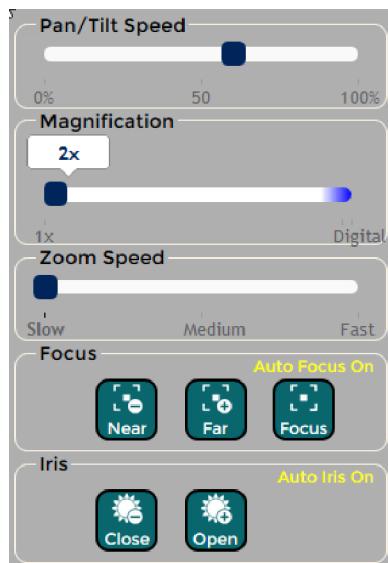 Pan/Tilt Speed
0% 50 100%
Magnification
2x
1x Digital
Zoom Speed
Slow Medium Fast
Focus
Auto Focus On
Near Far Focus
Iris
Auto Iris On
Close Open